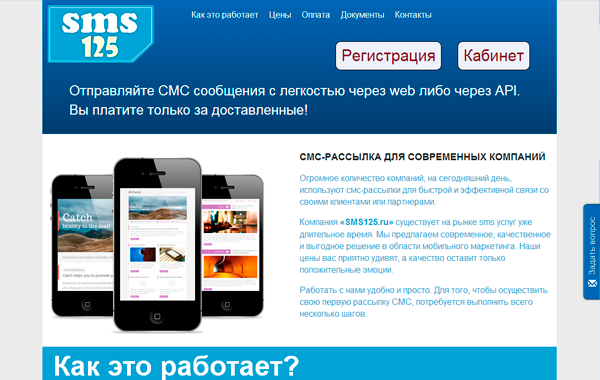 sms
125
Как это работает Цены Оплата Документы Контакты
Регистрация Кабинет
Отправляйте СМС сообщения с легкостью через web либо через API.
Вы платите только за доставленные!
СМС-РАССЫЛКА ДЛЯ СОВРЕМЕННЫХ КОМПАНИЙ
Огромное количество компаний, на сегодняшний день,
используют смс-рассылки для быстрой и эффективной связи со
своими клиентами или партнерами.
Компания «SMS125.ru» существует на рынке sms услуг уже
длительное время. Мы предлагаем современное, качественное
и выгодное решение в области мобильного маркетинга. Наши
цены вас приятно удивят, а качество оставит только
положительные эмоции.
Работать с нами удобно и просто. Для того, чтобы осуществить
свою первую рассылку СМС, потребуется выполнить всего
несколько шагов
Catch
beauty in the mail
Catch helps you to promote you
Задать вопрос
Как это работает?